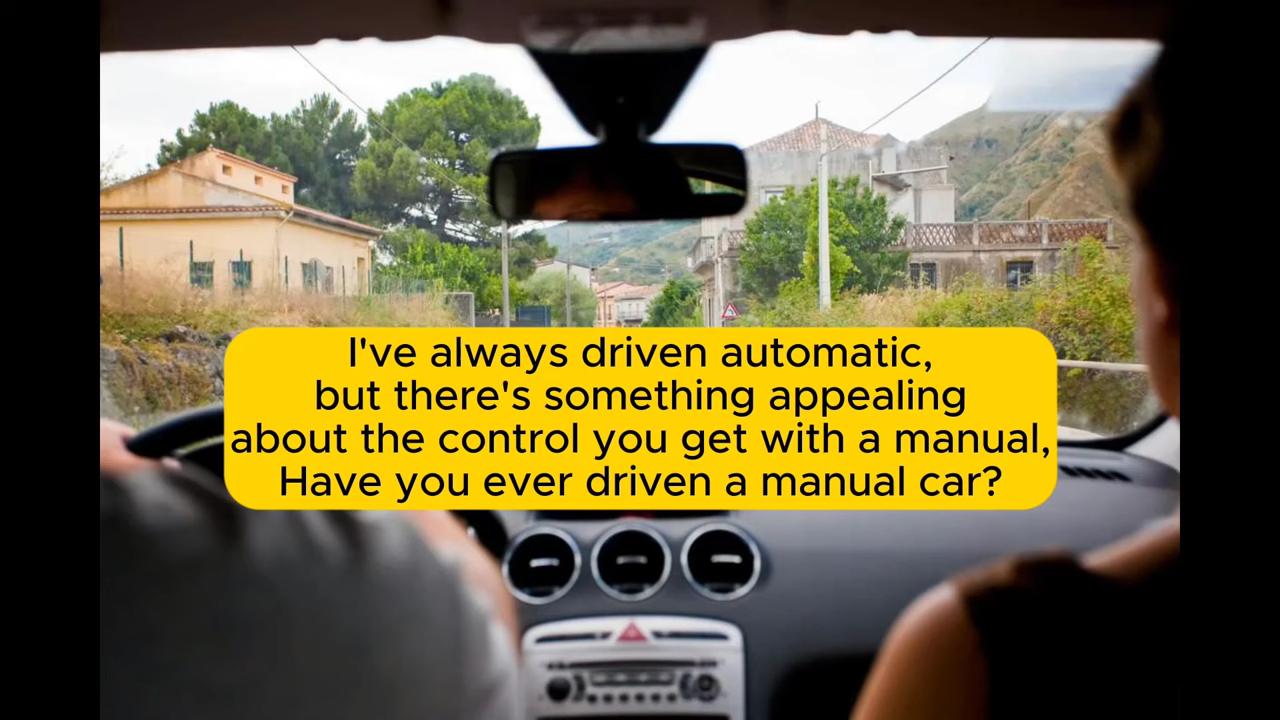 I've always driven automatic,
but there's something appealing
about the control you get with a manual,
Have you ever driven a manual car?